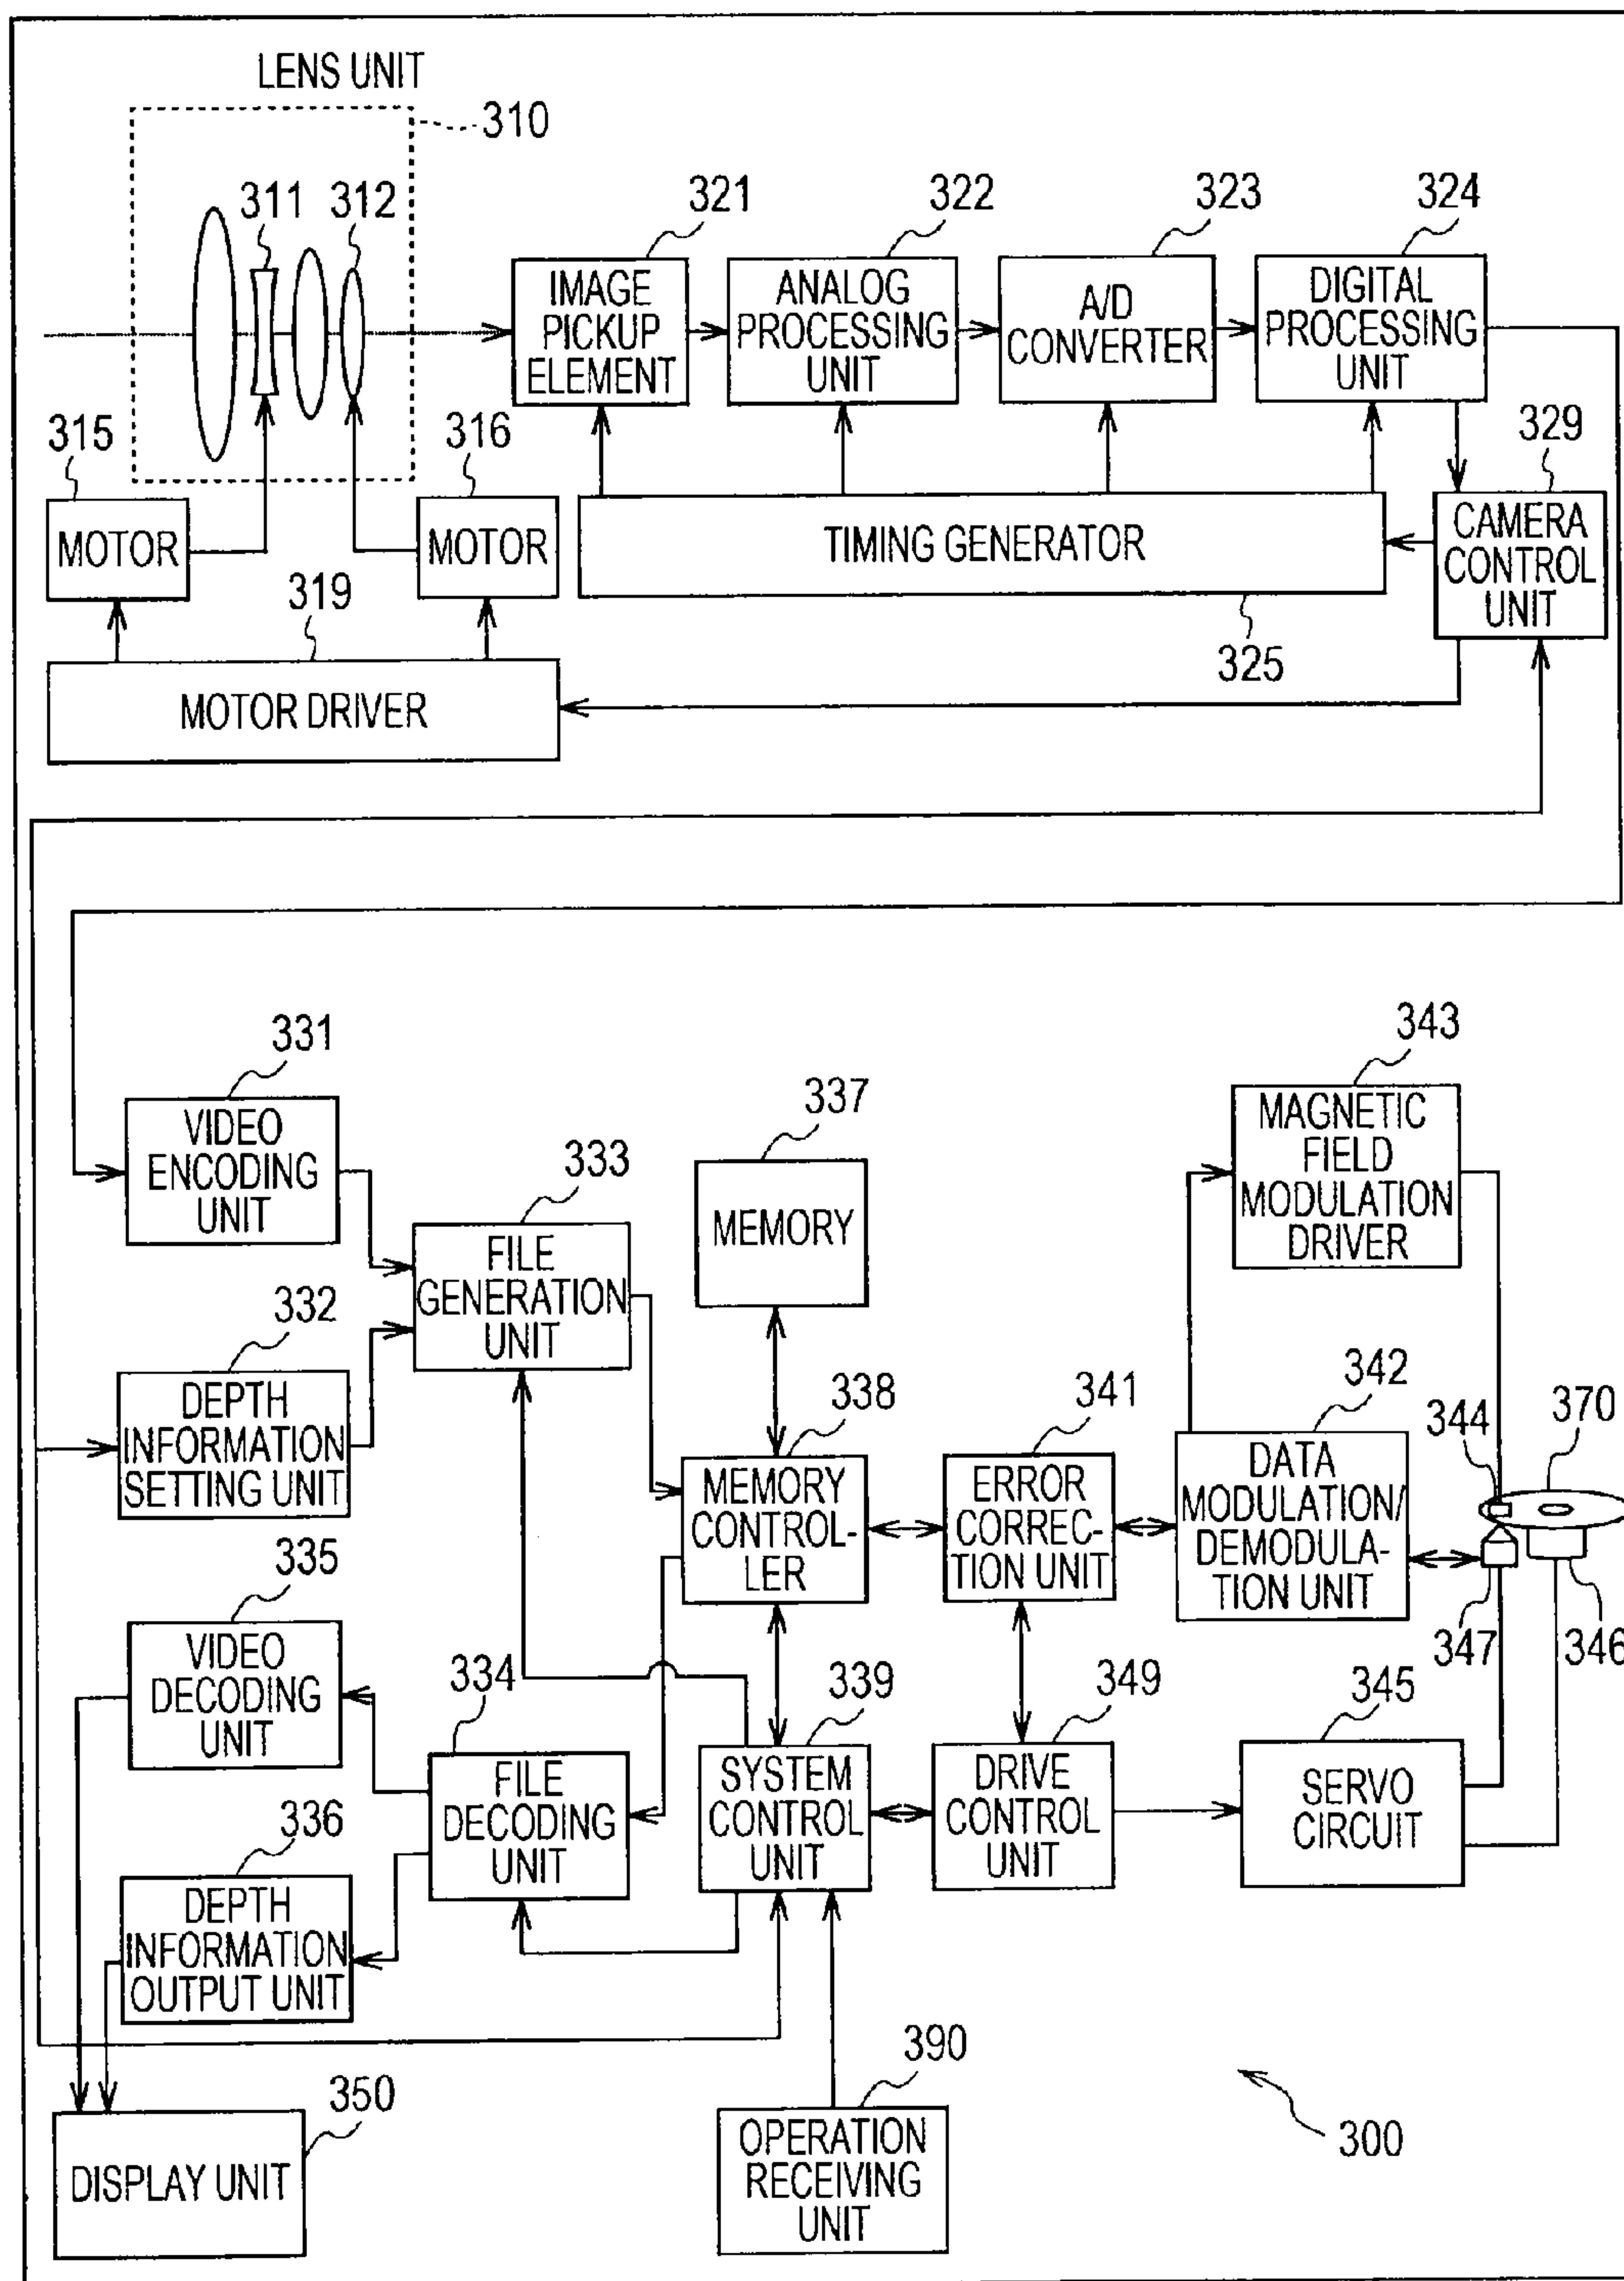 LENS UNIT
310
311
312
321
322
323
324
IMAGE
PICKUP
ELEMENT
ANALOG
PROCESSING
UNIT
A/D
CONVERTER
DIGITAL
PROCESSING
UNIT
315
316
329
MOTOR
MOTOR
TIMING GENERATOR
CAMERA
CONTROL
UNIT
319
325
MOTOR DRIVER
331
VIDEO
ENCODING
UNIT
333
FILE
GENERATION
UNIT
337
MEMORY
343
MAGNETIC
FIELD
MODULATION
DRIVER
332
DEPTH
INFORMATION
SETTING UNIT
338
MEMORY
CONTROL-
LER
341
ERROR
CORREC-
TION UNIT
342
DATA
MODULATION/
DEMODULA-
TION UNIT
344
370
347
346
335
VIDEO
DECODING
UNIT
334
FILE
DECODING
UNIT
339
SYSTEM
CONTROL
UNIT
349
DRIVE
CONTROL
UNIT
345
SERVO
CIRCUIT
336
DEPTH
INFORMATION
OUTPUT UNIT
350
DISPLAY UNIT
390
OPERATION
RECEIVING
UNIT
300